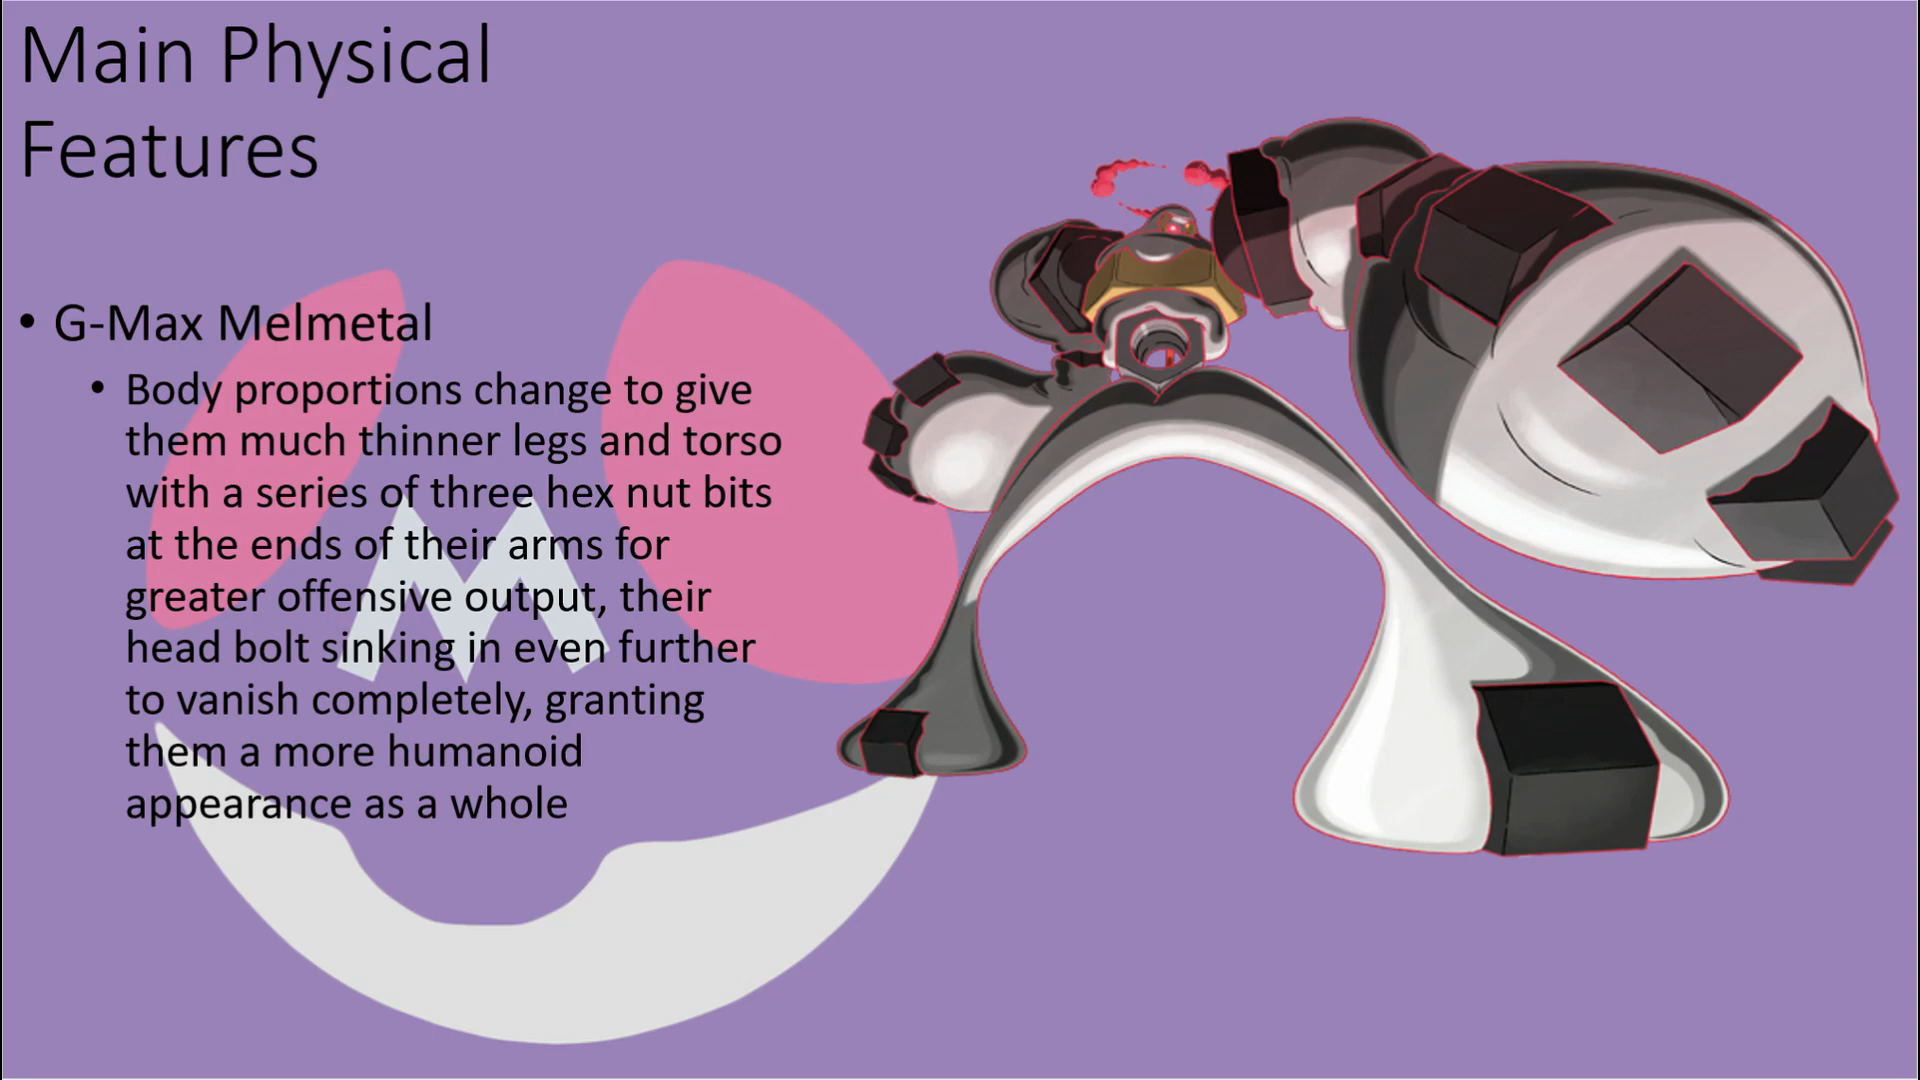 Main Physical
Features
• G-Max Melmetal
• Body proportions change to give
them much thinner legs and torso
with a series of three hex nut bits
at the ends of their arms for
greater offensive output, their
head bolt sinking in even further
to vanish completely, granting
them a more humanoid
appearance as a whole
M